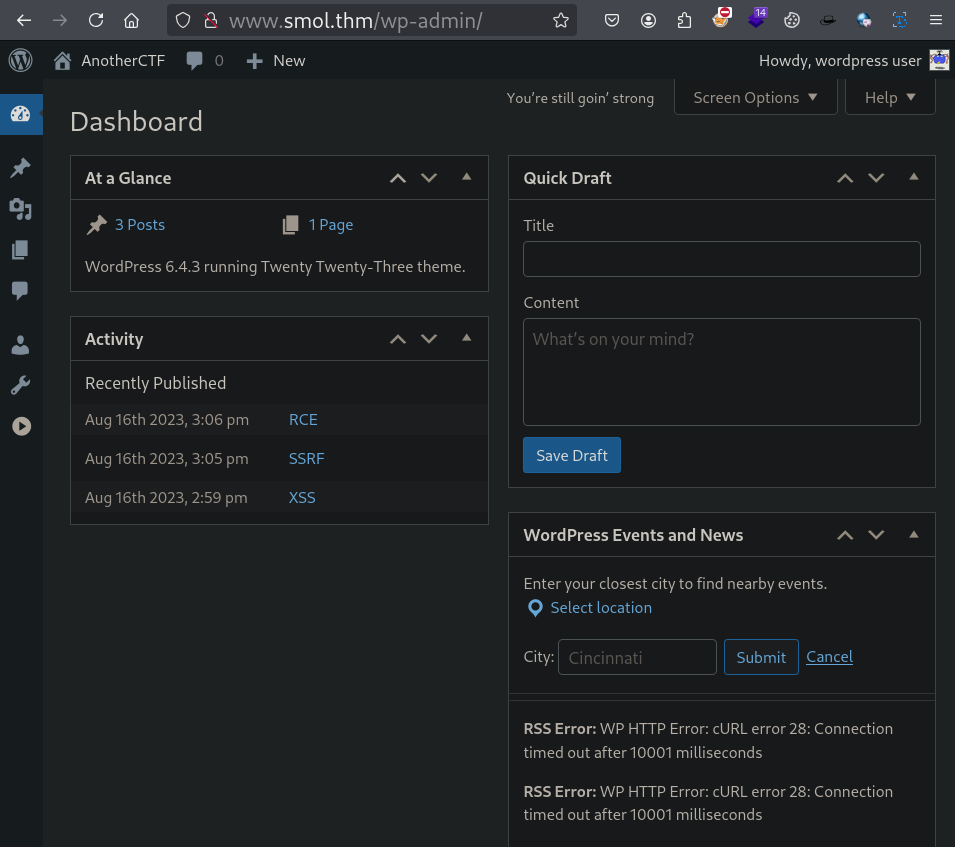 www.smol.thm/wp-admin/
14
AnotherCTF
0
New
Howdy, wordpress user
You're still goin' strong
Screen Options
Help
Dashboard
At a Glance
3 Posts
1 Page
WordPress 6.4.3 running Twenty Twenty-Three theme.
Activity
Recently Published
Aug 16th 2023, 3:06 pm RCE
Aug 16th 2023, 3:05 pm SSRF
Aug 16th 2023, 2:59 pm XSS
Quick Draft
Title
Content
What's on your mind?
Save Draft
WordPress Events and News
Enter your closest city to find nearby events.
Select location
City: Cincinnati Submit Cancel
RSS Error: WP HTTP Error: cURL error 28: Connection
timed out after 10001 milliseconds
RSS Error: WP HTTP Error: cURL error 28: Connection
timed out after 10001 milliseconds